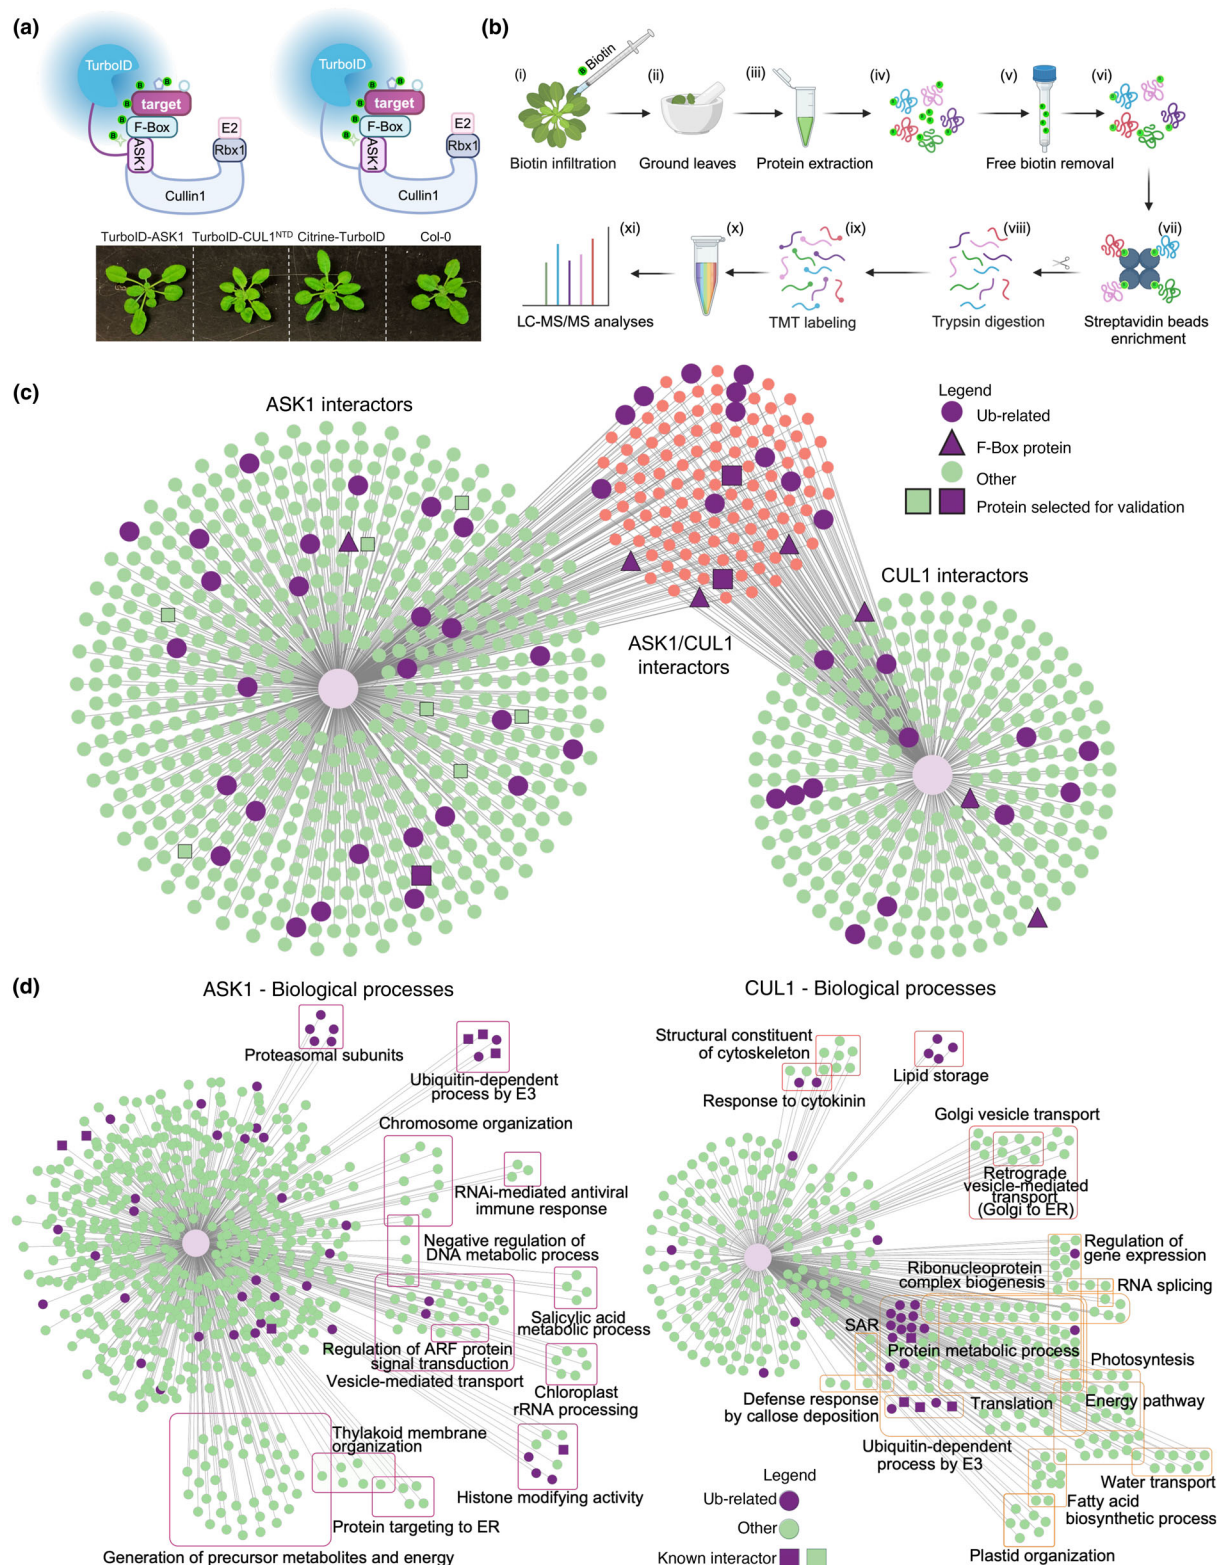 (a)
TurboID
B
B
B
target
B
F-Box
B
ASK1
E2
Rbx1
Cullin1
TurboID
B
B
B
target
B
F-Box
B
ASK1
E2
Rbx1
Cullin1
TurboID-ASK1 TurboID-CUL1NTD Citrine-TurboID Col-0
(b)
B Biotin
(i)
(ii)
(iii)
(iv)
(v)
(vi)
Biotin infiltration
Ground leaves
Protein extraction
Free biotin removal
(xi)
(x)
(ix)
(viii)
(vii)
LC-MS/MS analyses
TMT labeling
Trypsin digestion
Streptavidin beads
enrichment
(c)
ASK1 interactors
Legend
Ub-related
F-Box protein
Other
Protein selected for validation
CUL1 interactors
ASK1/CUL1
interactors
(d)
ASK1 - Biological processes
Proteasomal subunits
Ubiquitin-dependent
process by E3
Chromosome organization
RNAi-mediated antiviral
immune response
Negative regulation of
DNA metabolic process
Salicylic acid
metabolic process
Regulation of ARF protein
signal transduction
Vesicle-mediated transport
Chloroplast
rRNA processing
Thylakoid membrane
organization
Histone modifying activity
Protein targeting to ER
Generation of precursor metabolites and energy
CUL1 - Biological processes
Structural constituent
of cytoskeleton
Lipid storage
Response to cytokinin
Golgi vesicle transport
Retrograde
vesicle-mediated
transport
(Golgi to ER)
Regulation of
gene expression
Ribonucleoprotein
complex biogenesis
RNA splicing
SAR
Protein metabolic process
Photosyntesis
Defense response
by callose deposition
Translation
Energy pathway
Ubiquitin-dependent
process by E3
Water transport
Fatty acid
biosynthetic process
Plastid organization
Legend
Ub-related
Other
Known interactor